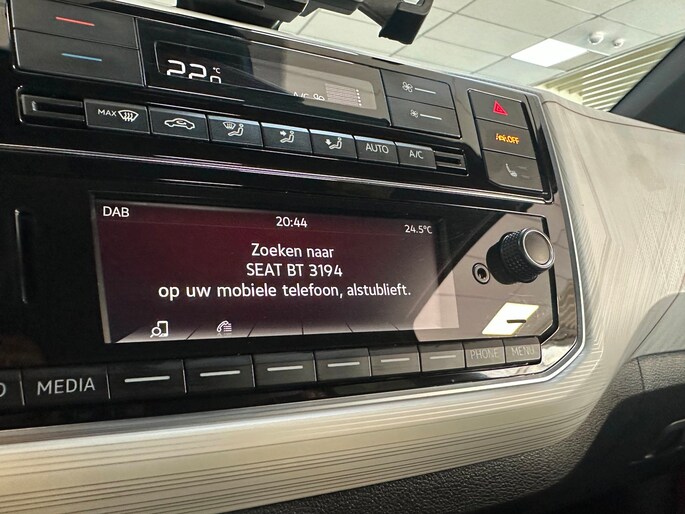 22.0 °C
A/C
MAX
AUTO
A/C
OFF
DAB
20:44
24.5°C
Zoeken naar
SEAT BT 3194
op uw mobiele telefoon, alstublieft.
MEDIA
PHONE
MENU